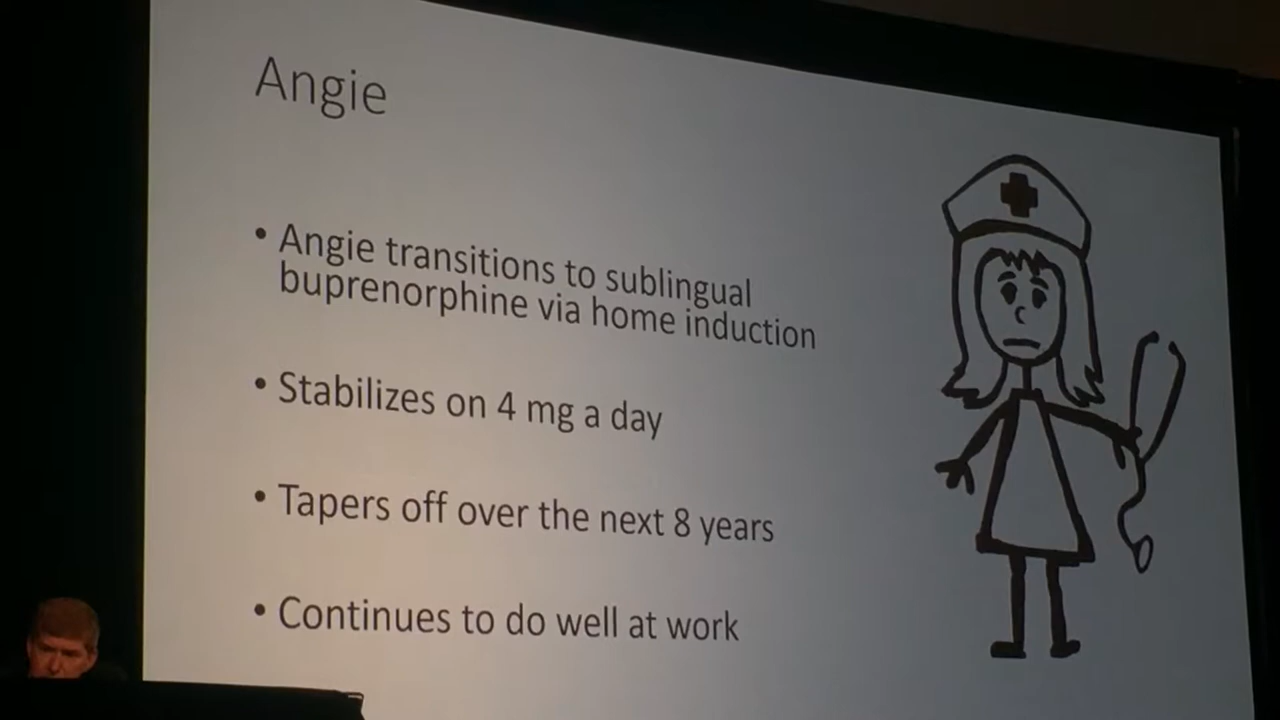 Angie
• Angie transitions to sublingual
buprenorphine via home induction
• Stabilizes on 4 mg a day
• Tapers off over the next 8 years
• Continues to do well at work